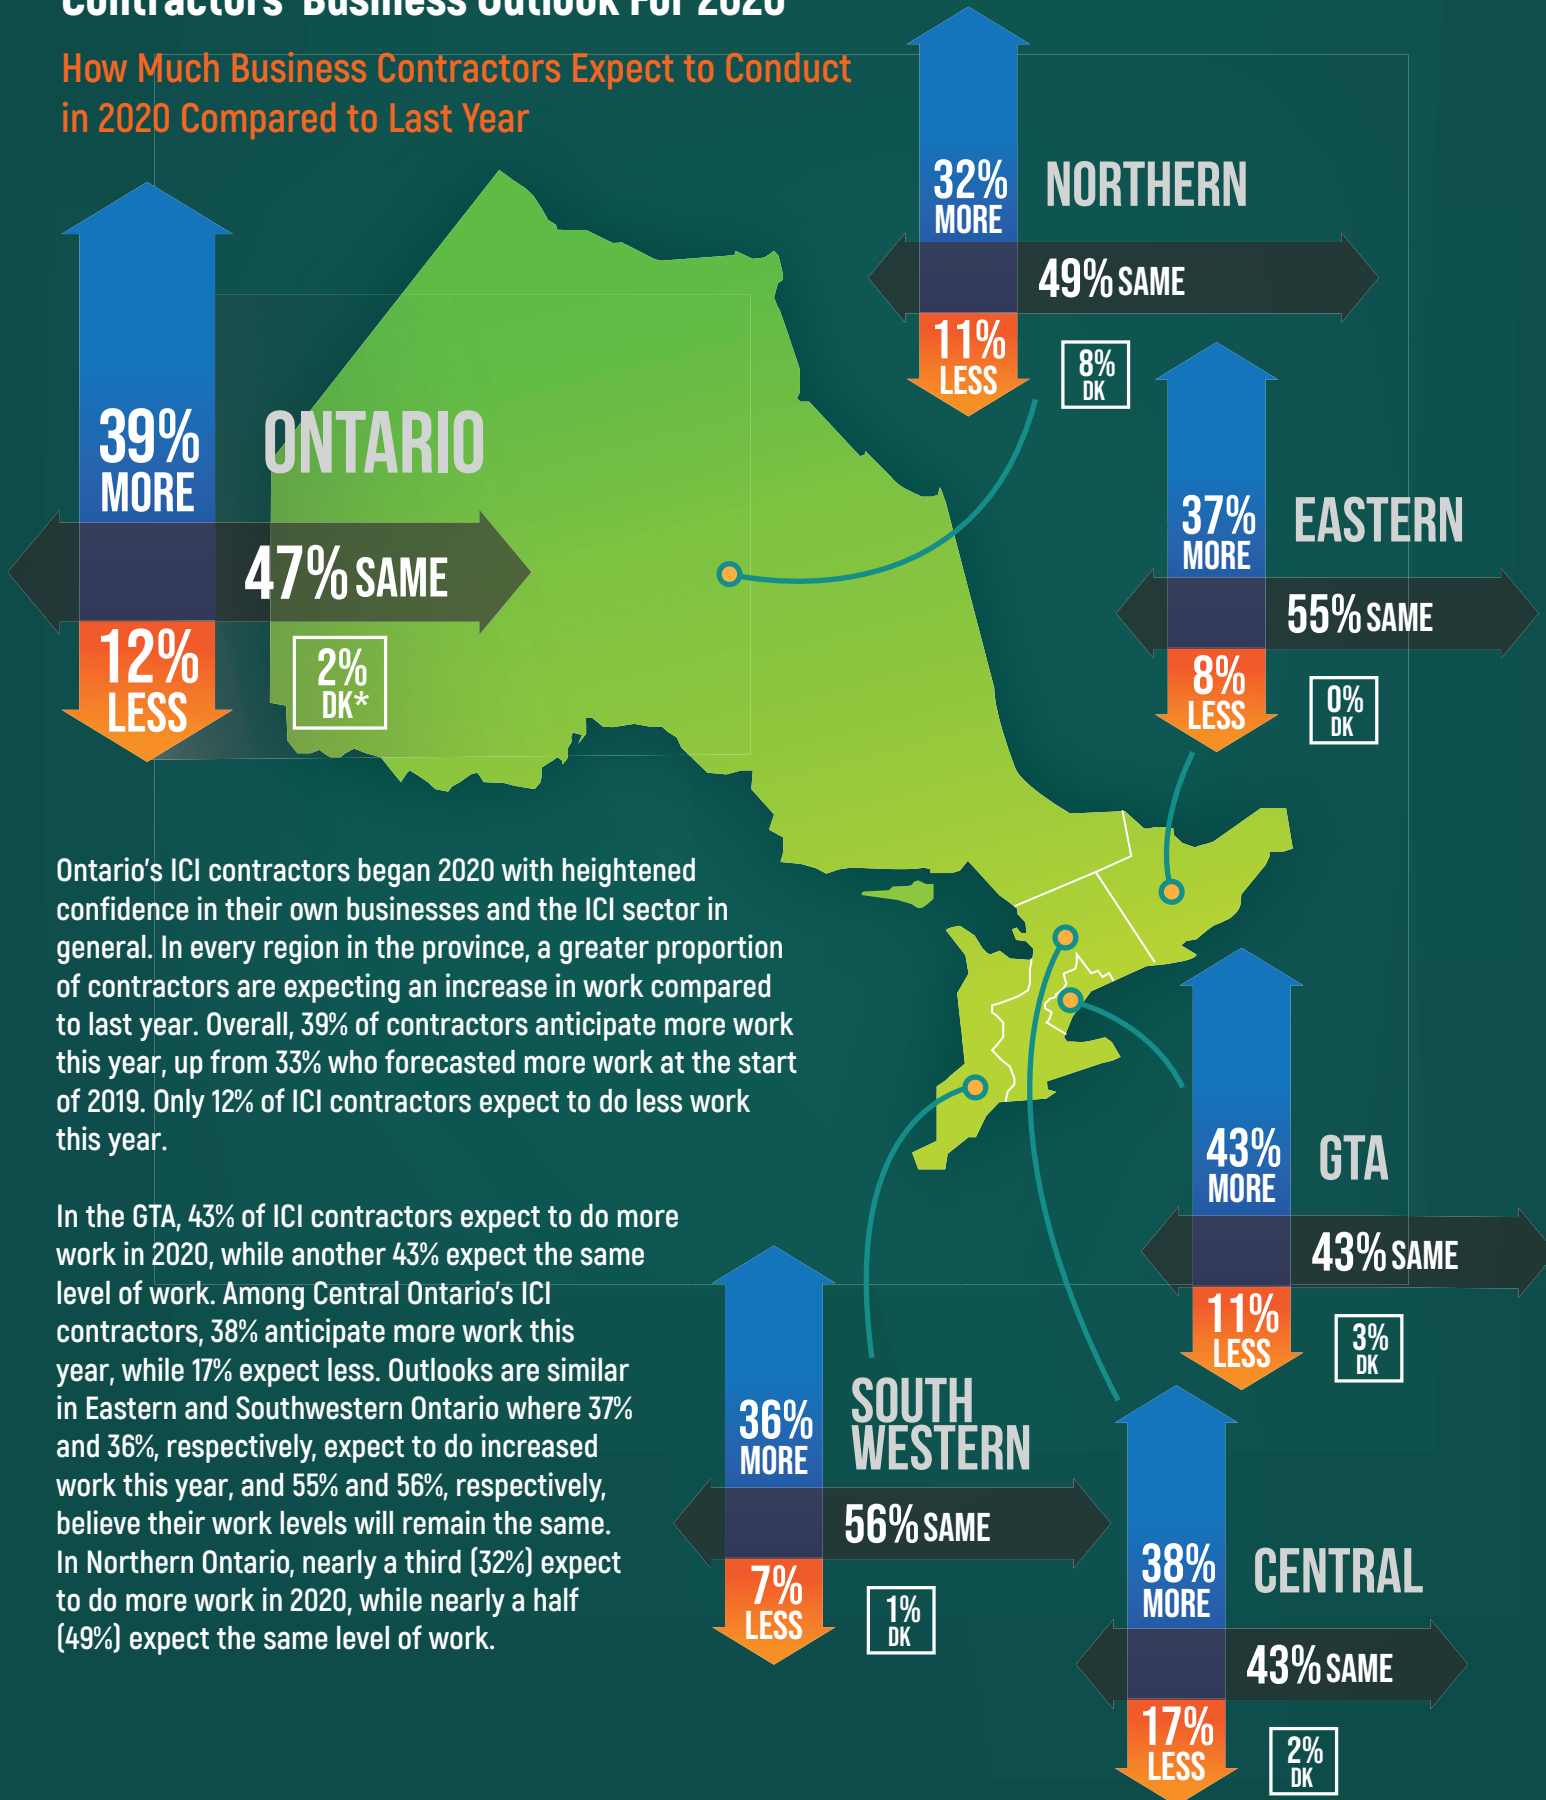 Contractors' Business Outlook For 2020
How Much Business Contractors Expect to Conduct
in 2020 Compared to Last Year
39%
MORE
ONTARIO
47% SAME
12%
LESS
2%
DK*
32%
MORE
NORTHERN
49% SAME
11%
LESS
8%
DK
37%
MORE
EASTERN
55% SAME
8%
LESS
0%
DK
Ontario's ICI contractors began 2020 with heightened
confidence in their own businesses and the ICI sector in
general. In every region in the province, a greater proportion
of contractors are expecting an increase in work compared
to last year. Overall, 39% of contractors anticipate more work
this year, up from 33% who forecasted more work at the start
of 2019. Only 12% of ICI contractors expect to do less work
this year.
In the GTA, 43% of ICI contractors expect to do more
work in 2020, while another 43% expect the same
level of work. Among Central Ontario's ICI
contractors, 38% anticipate more work this
year, while 17% expect less. Outlooks are similar
in Eastern and Southwestern Ontario where 37%
and 36%, respectively, expect to do increased
work this year, and 55% and 56%, respectively,
believe their work levels will remain the same.
In Northern Ontario, nearly a third (32%) expect
to do more work in 2020, while nearly a half
(49%) expect the same level of work.
43%
MORE
GTA
43% SAME
11%
LESS
3%
DK
36%
MORE
SOUTH
WESTERN
56% SAME
7%
LESS
1%
DK
38%
MORE
CENTRAL
43% SAME
17%
LESS
2%
DK